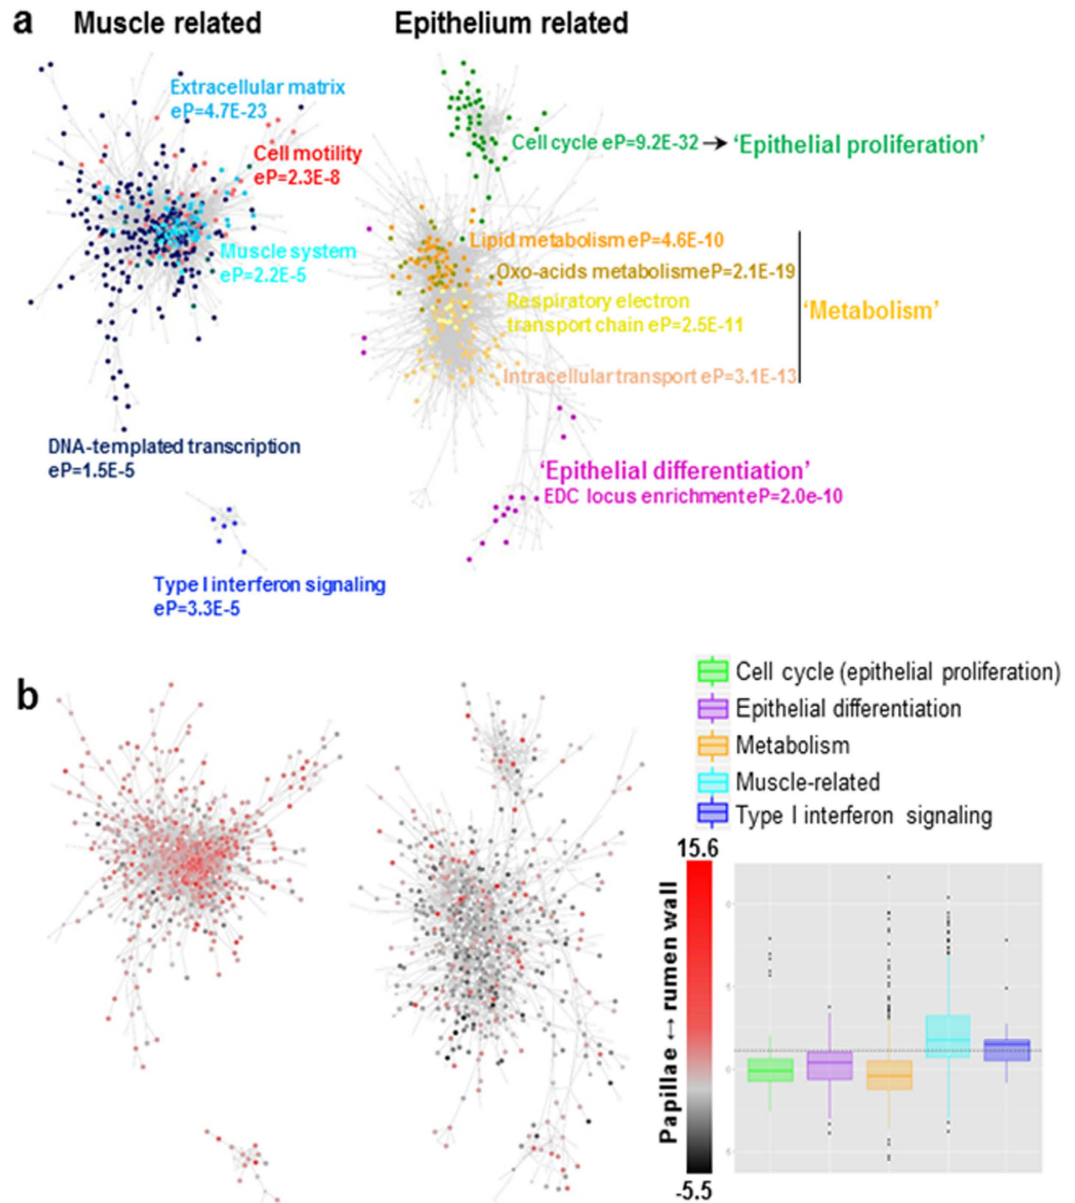 a
Muscle related
Epithelium related
Extracellular matrix
eP=4.7E-23
Cell motility
eP=2.3E-8
Muscle system
eP=2.2E-5
DNA-templated transcription
eP=1.5E-5
Type I interferon signaling
eP=3.3E-5
Cell cycle eP=9.2E-32 → 'Epithelial proliferation'
Lipid metabolism eP=4.6E-10
Oxo-acids metabolism eP=2.1E-19
Respiratory electron
transport chain eP=2.5E-11
Intracellular transport eP=3.1E-13
'Metabolism'
'Epithelial differentiation'
EDC locus enrichment eP=2.0e-10
b
Cell cycle (epithelial proliferation)
Epithelial differentiation
Metabolism
Muscle-related
Type I interferon signaling
15.6
Papillae ↔ rumen wall
-5.5